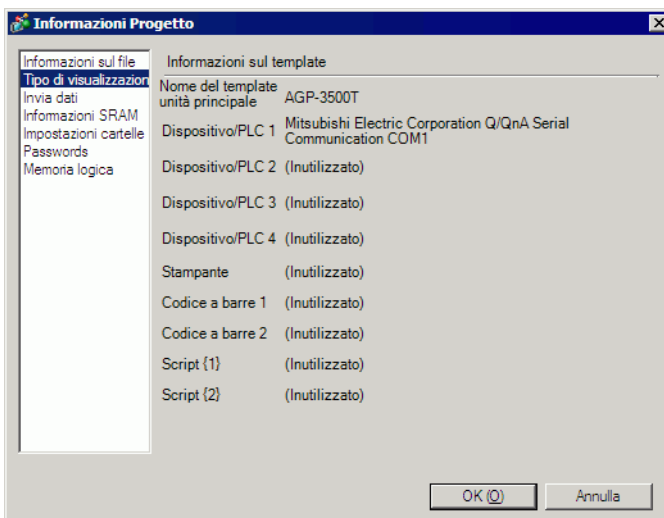 Informazioni Progetto
Informazioni sul file
Tipo di visualizzazion
Invia dati
Informazioni SRAM
Impostazioni cartelle
Passwords
Memoria logica
Informazioni sul template
Nome del template
unità principale AGP-3500T
Dispositivo/PLC 1 Mitsubishi Electric Corporation Q/QnA Serial
Communication COM1
Dispositivo/PLC 2 (Inutilizzato)
Dispositivo/PLC 3 (Inutilizzato)
Dispositivo/PLC 4 (Inutilizzato)
Stampante (Inutilizzato)
Codice a barre 1 (Inutilizzato)
Codice a barre 2 (Inutilizzato)
Script {1} (Inutilizzato)
Script {2} (Inutilizzato)
OK (O) Annulla